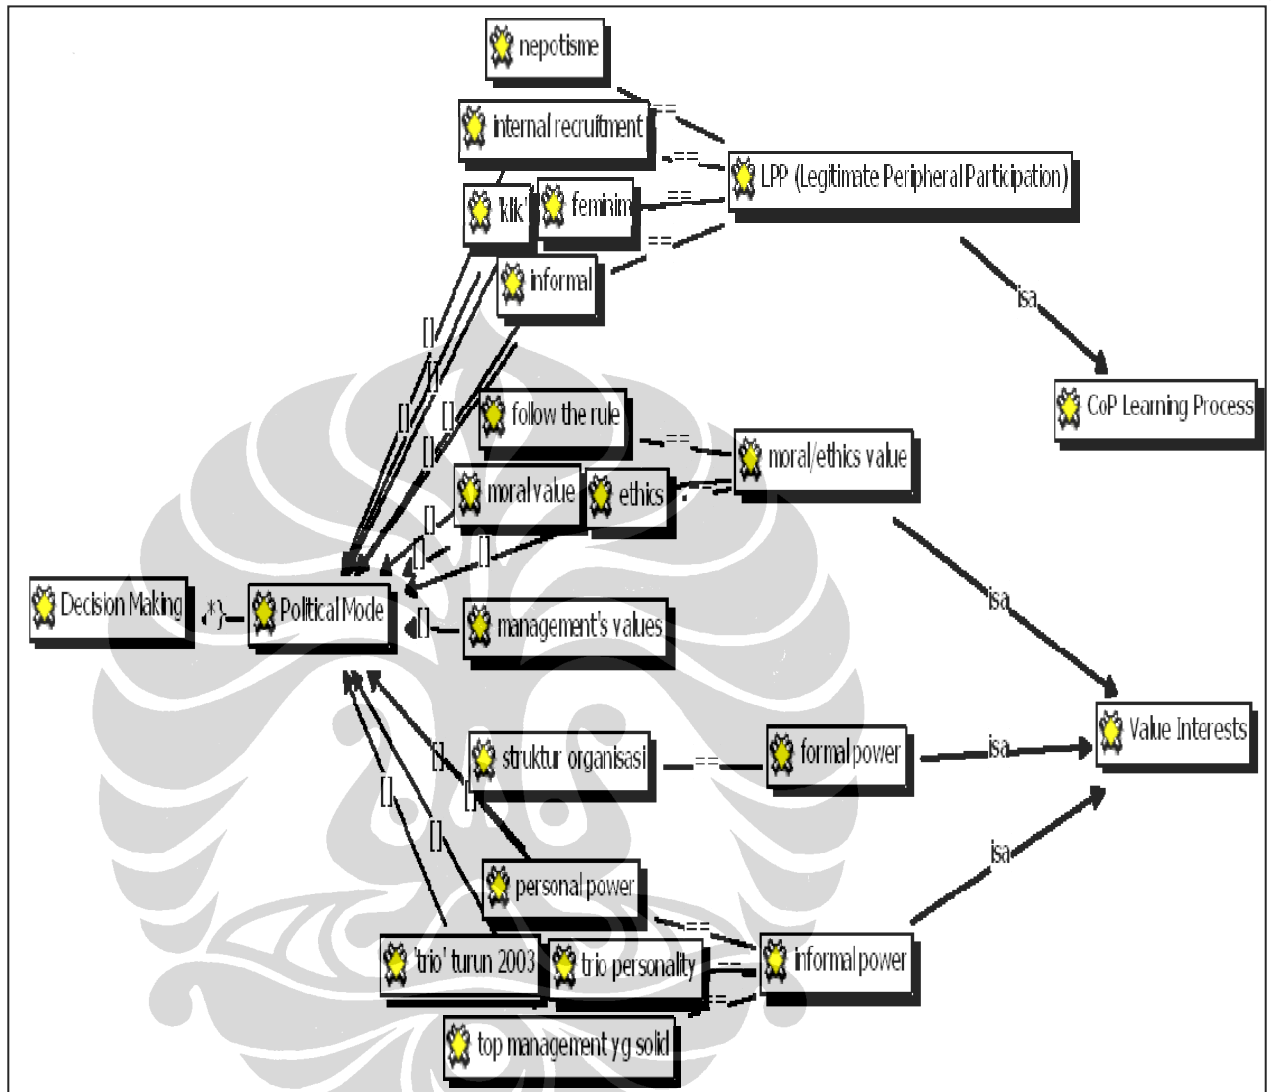 nepotisme
==
internal recruitment
==
LPP (Legitimate Peripheral Participation)
'klik'
feminim
==
informal
==
isa
[]
[]
[]
[]
[]
follow the rule
==
CoP Learning Process
moral/ethics value
moral value
ethics
==
[]
[]
[]
isa
Decision Making
*}
Political Mode
[]
management's values
struktur organisasi
==
formal power
isa
Value Interests
[]
[]
[]
[]
isa
personal power
==
'trio' turun 2003
trio personality
==
informal power
==
top management yg solid